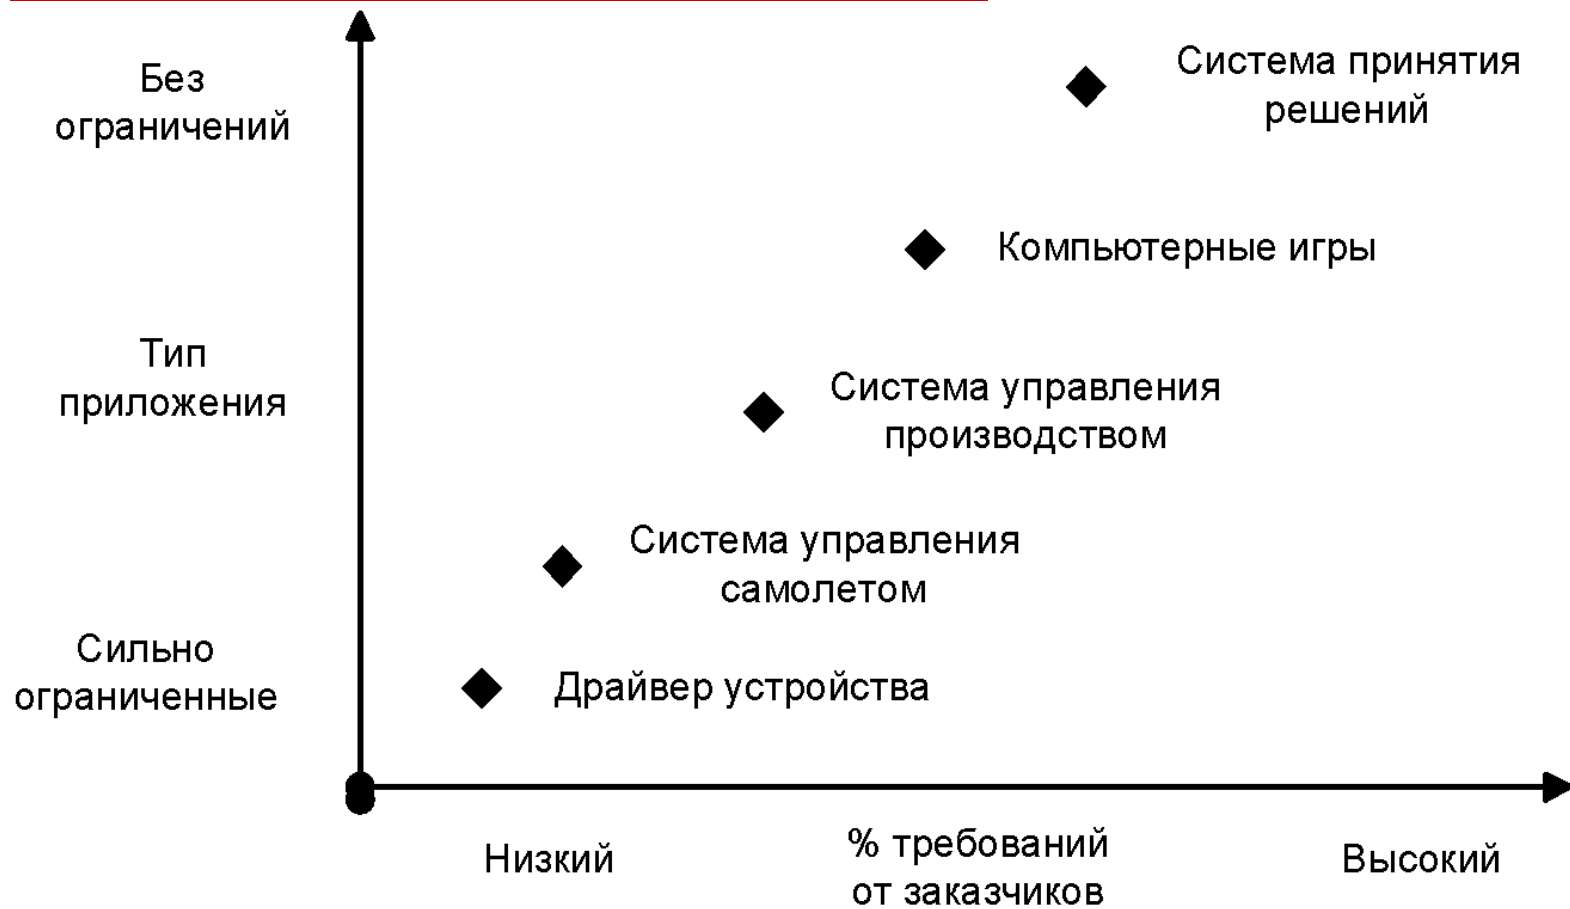 Без
ограничений
Система принятия
решений
Компьютерные игры
Тип
приложения
Система управления
производством
Система управления
самолетом
Сильно
ограниченные
Драйвер устройства
Низкий
% требований
от заказчиков
Высокий